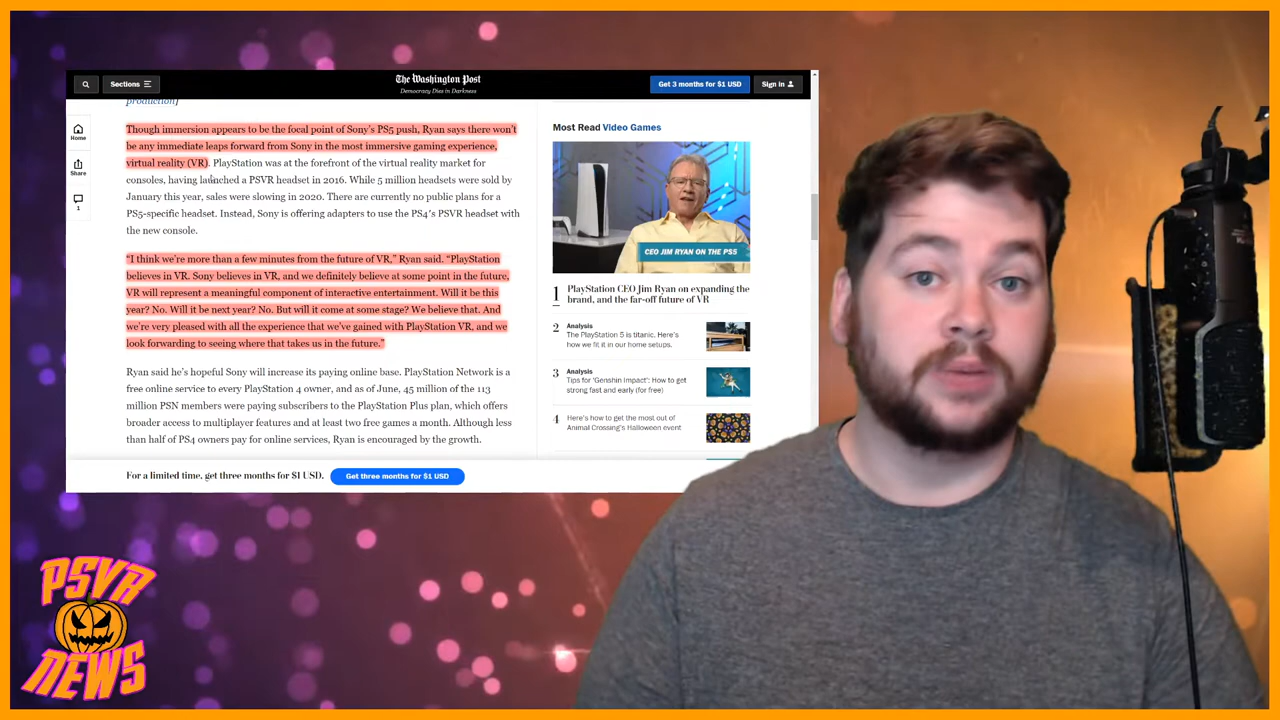 The Washington Post
Democracy Dies in Darkness
Sections
Get 3 months for $1 USD
Sign in
Home
Share
1
production]
Though immersion appears to be the focal point of Sony's PS5 push, Ryan says there won't
be any immediate leaps forward from Sony in the most immersive gaming experience,
virtual reality (VR). PlayStation was at the forefront of the virtual reality market for
consoles, having launched a PSVR headset in 2016. While 5 million headsets were sold by
January this year, sales were slowing in 2020. There are currently no public plans for a
PS5-specific headset. Instead, Sony is offering adapters to use the PS4's PSVR headset with
the new console.
"I think we're more than a few minutes from the future of VR," Ryan said. "PlayStation
believes in VR. Sony believes in VR, and we definitely believe at some point in the future,
VR will represent a meaningful component of interactive entertainment. Will it be this
year? No. Will it be next year? No. But will it come at some stage? We believe that. And
we're very pleased with all the experience that we've gained with PlayStation VR, and we
look forwarding to seeing where that takes us in the future."
Ryan said he's hopeful Sony will increase its paying online base. PlayStation Network is a
free online service to every PlayStation 4 owner, and as of June, 45 million of the 113
million PSN members were paying subscribers to the PlayStation Plus plan, which offers
broader access to multiplayer features and at least two free games a month. Although less
than half of PS4 owners pay for online services, Ryan is encouraged by the growth.
Most Read Video Games
CEO JIM RYAN ON THE PS5
1 PlayStation CEO Jim Ryan on expanding the
brand, and the far-off future of VR
2 Analysis
The PlayStation 5 is titanic. Here's
how we fit it in our home setups.
3 Analysis
Tips for 'Genshin Impact': How to get
strong fast and early (for free)
4 Here's how to get the most out of
Animal Crossing's Halloween event
For a limited time, get three months for $1 USD.
Get three months for $1 USD
PSVR
NEWS